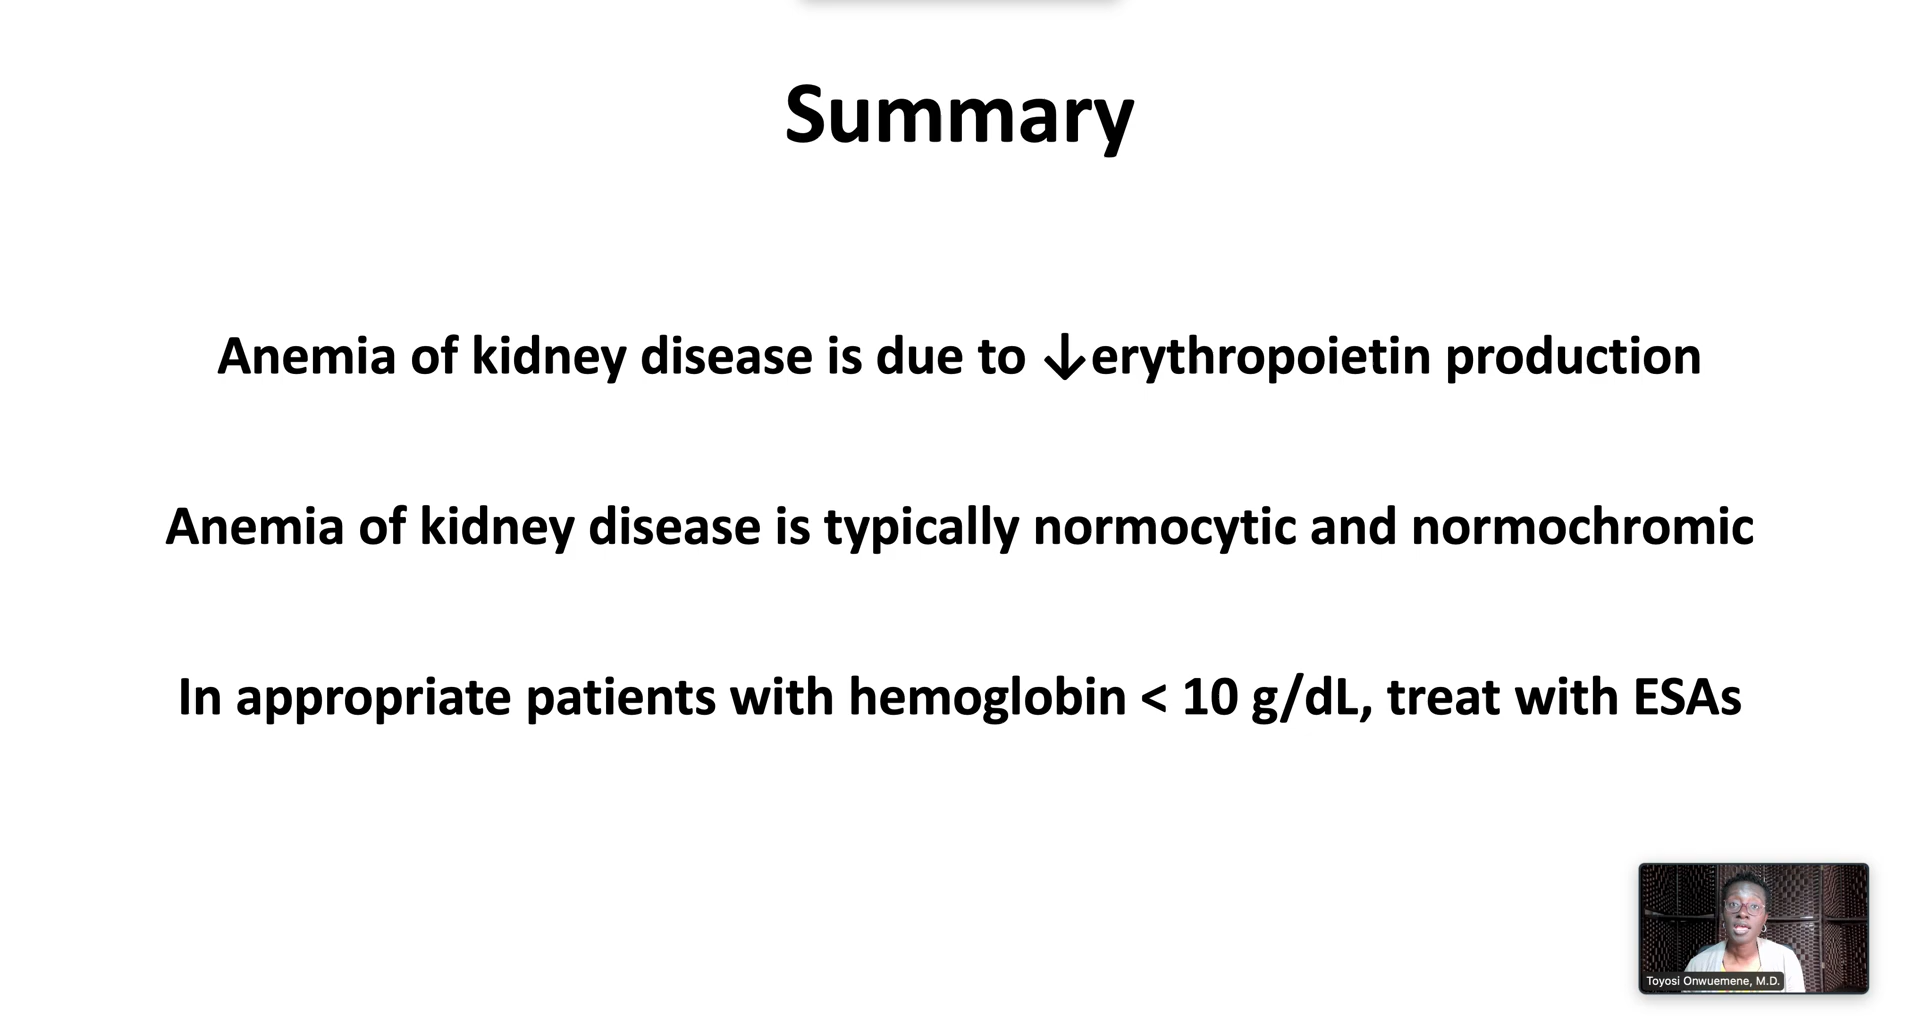 Summary
Anemia of kidney disease is due to ↓erythropoietin production
Anemia of kidney disease is typically normocytic and normochromic
In appropriate patients with hemoglobin < 10 g/dL, treat with ESAs
Toyosi Onwuemene, M.D.